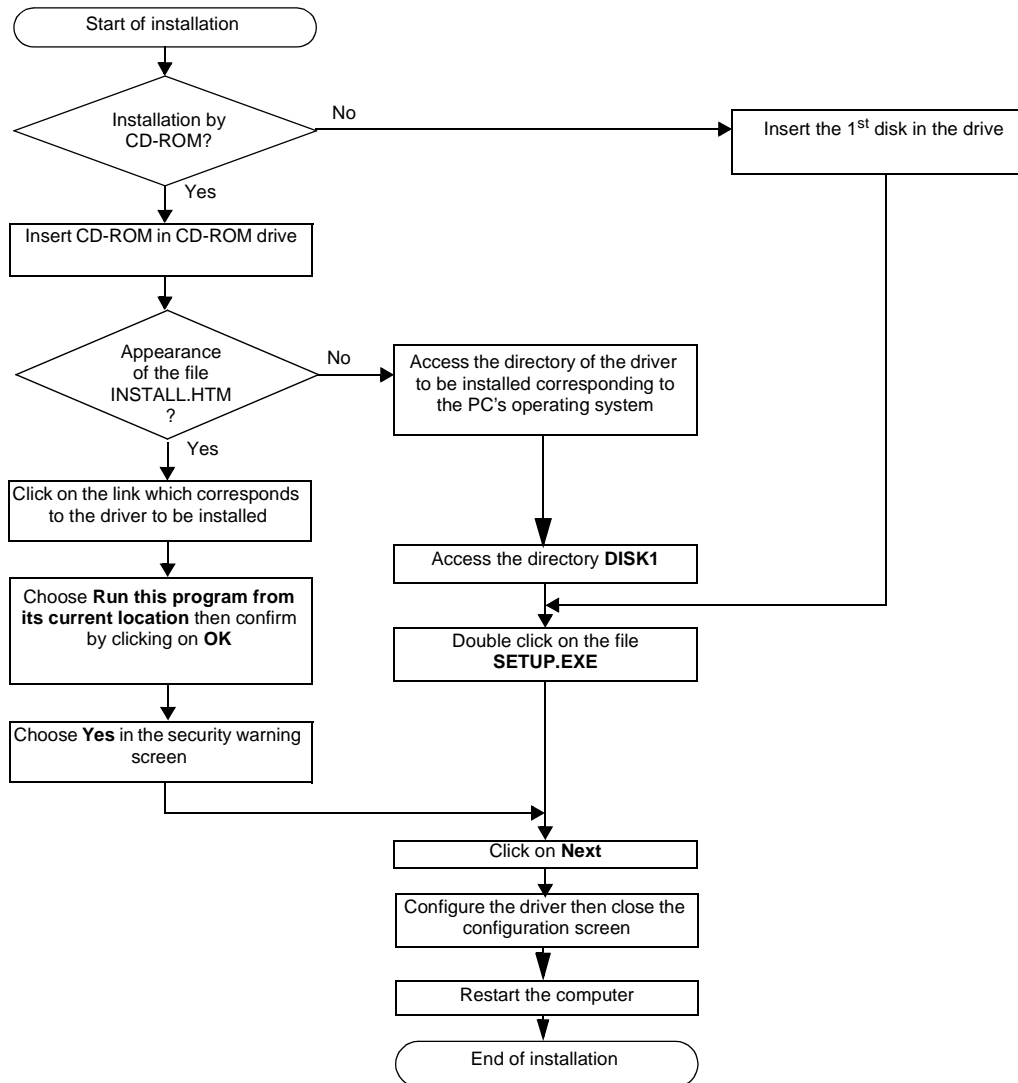 Start of installation
Installation by
CD-ROM?
No
Insert the 1st disk in the drive
Yes
Insert CD-ROM in CD-ROM drive
Appearance
of the file
INSTALL.HTM
?
No
Access the directory of the driver
to be installed corresponding to
the PC's operating system
Yes
Click on the link which corresponds
to the driver to be installed
Access the directory DISK1
Choose Run this program from
its current location then confirm
by clicking on OK
Double click on the file
SETUP.EXE
Choose Yes in the security warning
screen
Click on Next
Configure the driver then close the
configuration screen
Restart the computer
End of installation